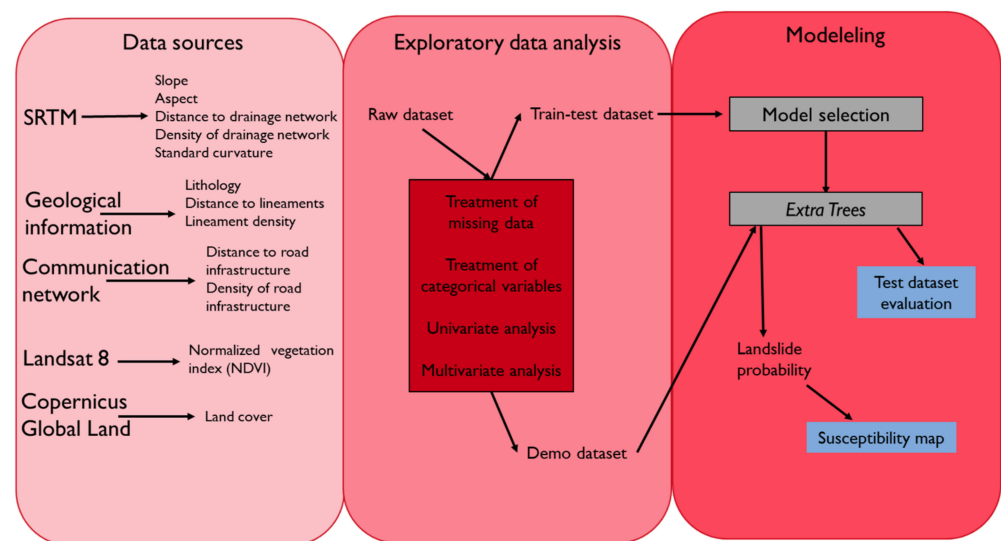 Data sources
SRTM
Slope
Aspect
Distance to drainage network
Density of drainage network
Standard curvature
Geological
information
Lithology
Distance to lineaments
Lineament density
Communication
network
Distance to road
infrastructure
Density of road
infrastructure
Landsat 8
Normalized vegetation
index (NDVI)
Copernicus
Global Land
Land cover
Exploratory data analysis
Raw dataset
Train-test dataset
Treatment of
missing data
Treatment of
categorical variables
Univariate analysis
Multivariate analysis
Demo dataset
Modeleling
Model selection
Extra Trees
Test dataset
evaluation
Landslide
probability
Susceptibility map